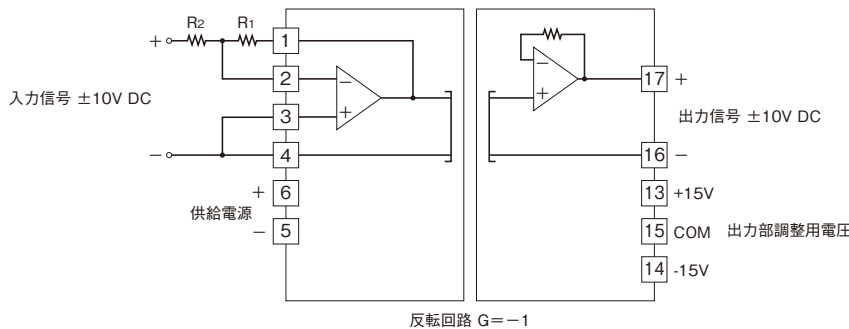 R2 R1
+ 1
2 −
3 +
− 4
入力信号 ±10V DC
+ 6
供給電源
− 5
−
+
17 +
出力信号 ±10V DC
16 −
13 +15V
15 COM 出力部調整用電圧
14 -15V
反転回路 G=−1